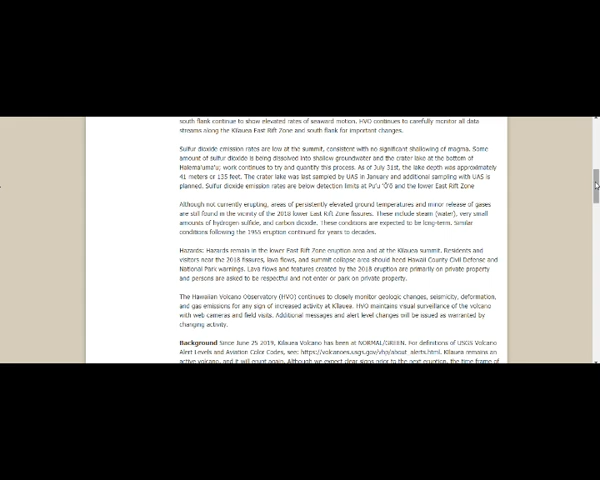 south flank continue to show elevated rates of seaward motion. HVO continues to carefully monitor all data
streams along the Kilauea East Rift Zone and south flank for important changes.
Sulfur dioxide emission rates are low at the summit, consistent with no significant shallowing of magma. Some
amount of sulfur dioxide is being dissolved into shallow groundwater and the crater lake at the bottom of
Halema'uma'u; work continues to try and quantify this process. As of July 31st, the lake depth was approximately
41 meters or 135 feet. The crater lake was last sampled by UAS in January and additional sampling with UAS is
planned. Sulfur dioxide emission rates are below detection limits at Pu'u 'Ō'ō and the lower East Rift Zone
Although not currently erupting, areas of persistently elevated ground temperatures and minor release of gases
are still found in the vicinity of the 2018 lower East Rift Zone fissures. These include steam (water), very small
amounts of hydrogen sulfide, and carbon dioxide. These conditions are expected to be long-term. Similar
conditions following the 1955 eruption continued for years to decades.
Hazards: Hazards remain in the lower East Rift Zone eruption area and at the Kīlauea summit. Residents and
visitors near the 2018 fissures, lava flows, and summit collapse area should heed Hawaii County Civil Defense and
National Park warnings. Lava flows and features created by the 2018 eruption are primarily on private property
and persons are asked to be respectful and not enter or park on private property.
The Hawaiian Volcano Observatory (HVO) continues to closely monitor geologic changes, seismicity, deformation,
and gas emissions for any sign of increased activity at Kilauea. HVO maintains visual surveillance of the volcano
with web cameras and field visits. Additional messages and alert level changes will be issued as warranted by
changing activity.
Background Since June 25 2019, Kilauea Volcano has been at NORMAL/GREEN. For definitions of USGS Volcano
Alert Levels and Aviation Color Codes, see: https://volcanoes.usgs.gov/vhp/about_alerts.html. Kilauea remains an
active volcano, and it will erupt again. Although we expect clear signs prior to the next eruption, the time frame of